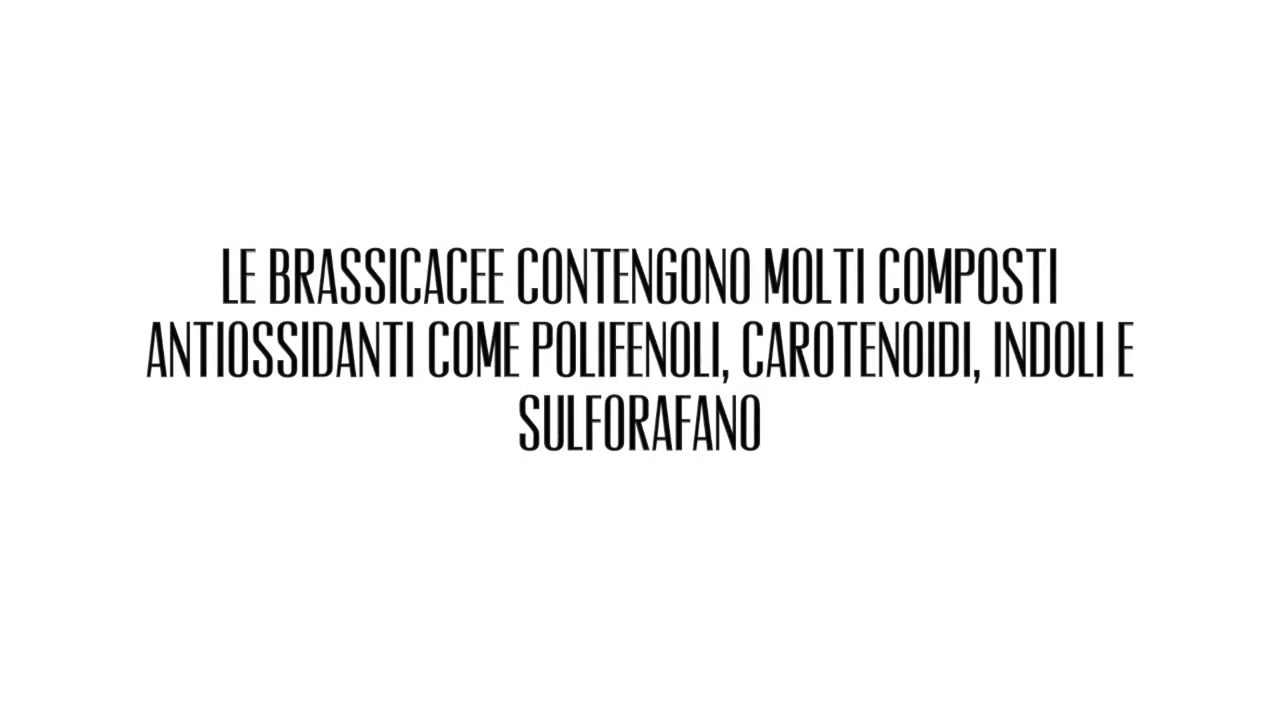 LE BRASSICACEE CONTENGONO MOLTI COMPOSTI
ANTIOSSIDANTI COME POLIFENOLI, CAROTENOIDI, INDOLI E
SULFORAFANO